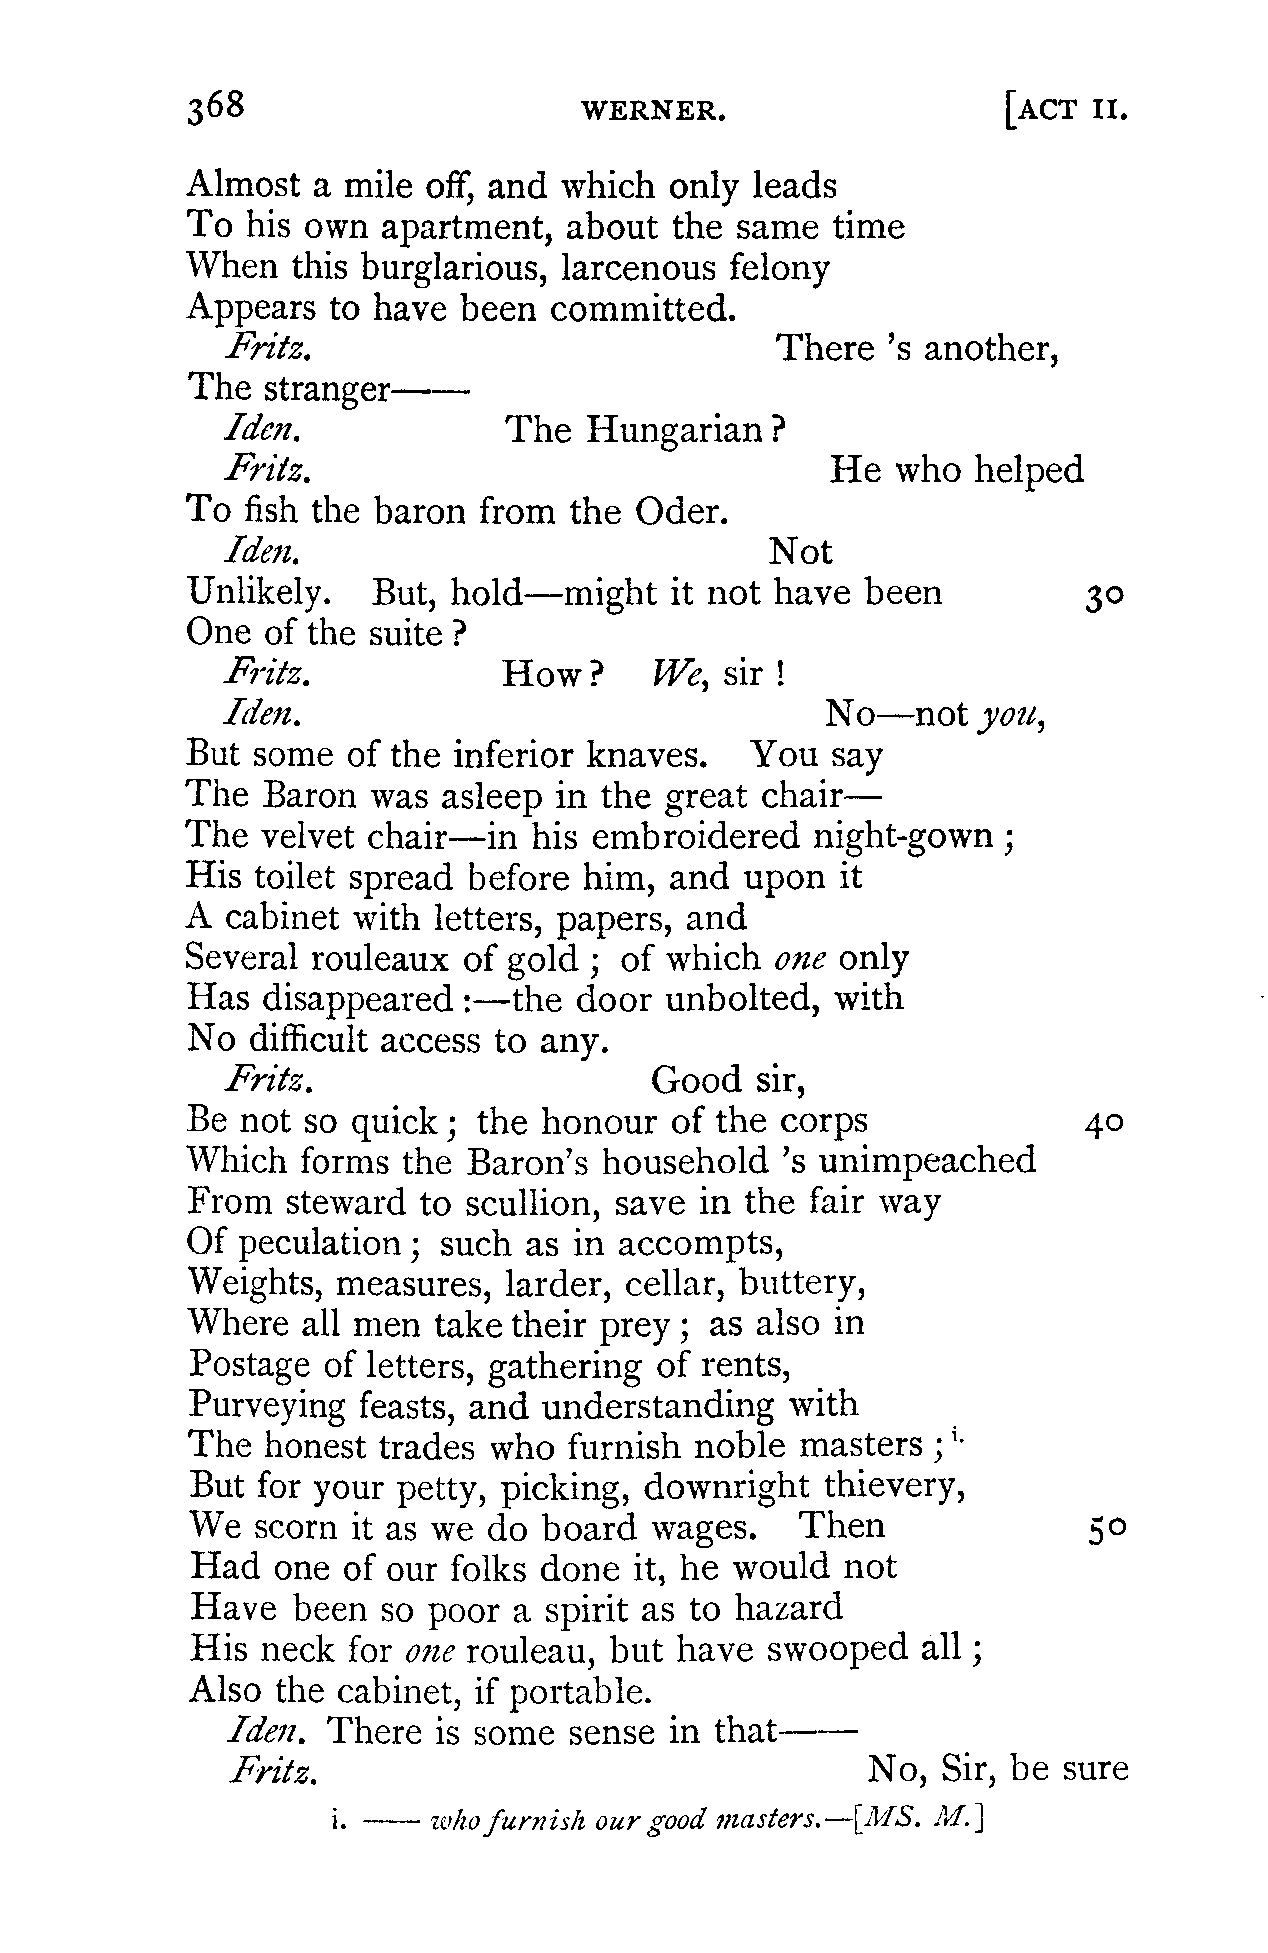 368 WERNER. [ACT II.
Almost a mile off, and which only leads
To his own apartment, about the same time
When this burglarious, larcenous felony
Appears to have been committed.
Fritz. There 's another,
The stranger——
Iden. The Hungarian?
Fritz. He who helped
To fish the baron from the Oder.
Iden. Not
Unlikely. But, hold—might it not have been 30
One of the suite?
Fritz. How? We, sir!
Iden. No—not you,
But some of the inferior knaves. You say
The Baron was asleep in the great chair—
The velvet chair—in his embroidered night-gown;
His toilet spread before him, and upon it
A cabinet with letters, papers, and
Several rouleaux of gold; of which one only
Has disappeared:—the door unbolted, with
No difficult access to any.
Fritz. Good sir,
Be not so quick; the honour of the corps 40
Which forms the Baron's household 's unimpeached
From steward to scullion, save in the fair way
Of peculation; such as in accompts,
Weights, measures, larder, cellar, buttery,
Where all men take their prey; as also in
Postage of letters, gathering of rents,
Purveying feasts, and understanding with
The honest trades who furnish noble masters; i.
But for your petty, picking, downright thievery,
We scorn it as we do board wages. Then 50
Had one of our folks done it, he would not
Have been so poor a spirit as to hazard
His neck for one rouleau, but have swooped all;
Also the cabinet, if portable.
Iden. There is some sense in that——
Fritz. No, Sir, be sure
i. —— who furnish our good masters.—[MS. M.]